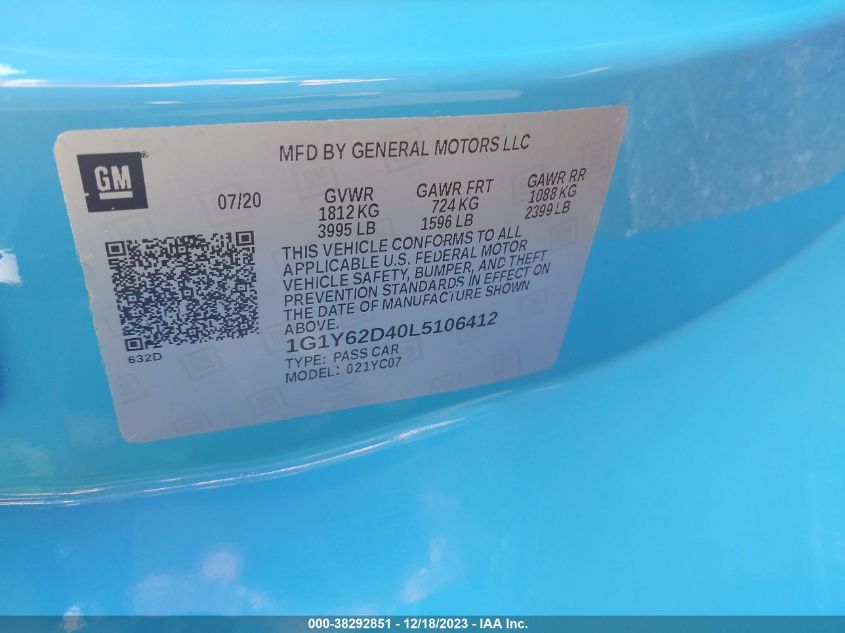 GM
MFD BY GENERAL MOTORS LLC
07/20
GVWR
1812 KG
3995 LB
GAWR FRT
724 KG
1596 LB
GAWR RR
1088 KG
2399 LB
THIS VEHICLE CONFORMS TO ALL
APPLICABLE U.S. FEDERAL MOTOR
VEHICLE SAFETY, BUMPER, AND THEFT
PREVENTION STANDARDS IN EFFECT ON
THE DATE OF MANUFACTURE SHOWN
ABOVE.
1G1Y62D40L5106412
TYPE: PASS CAR
MODEL: 021YC07
632D
000-38292851 - 12/18/2023 - IAA Inc.